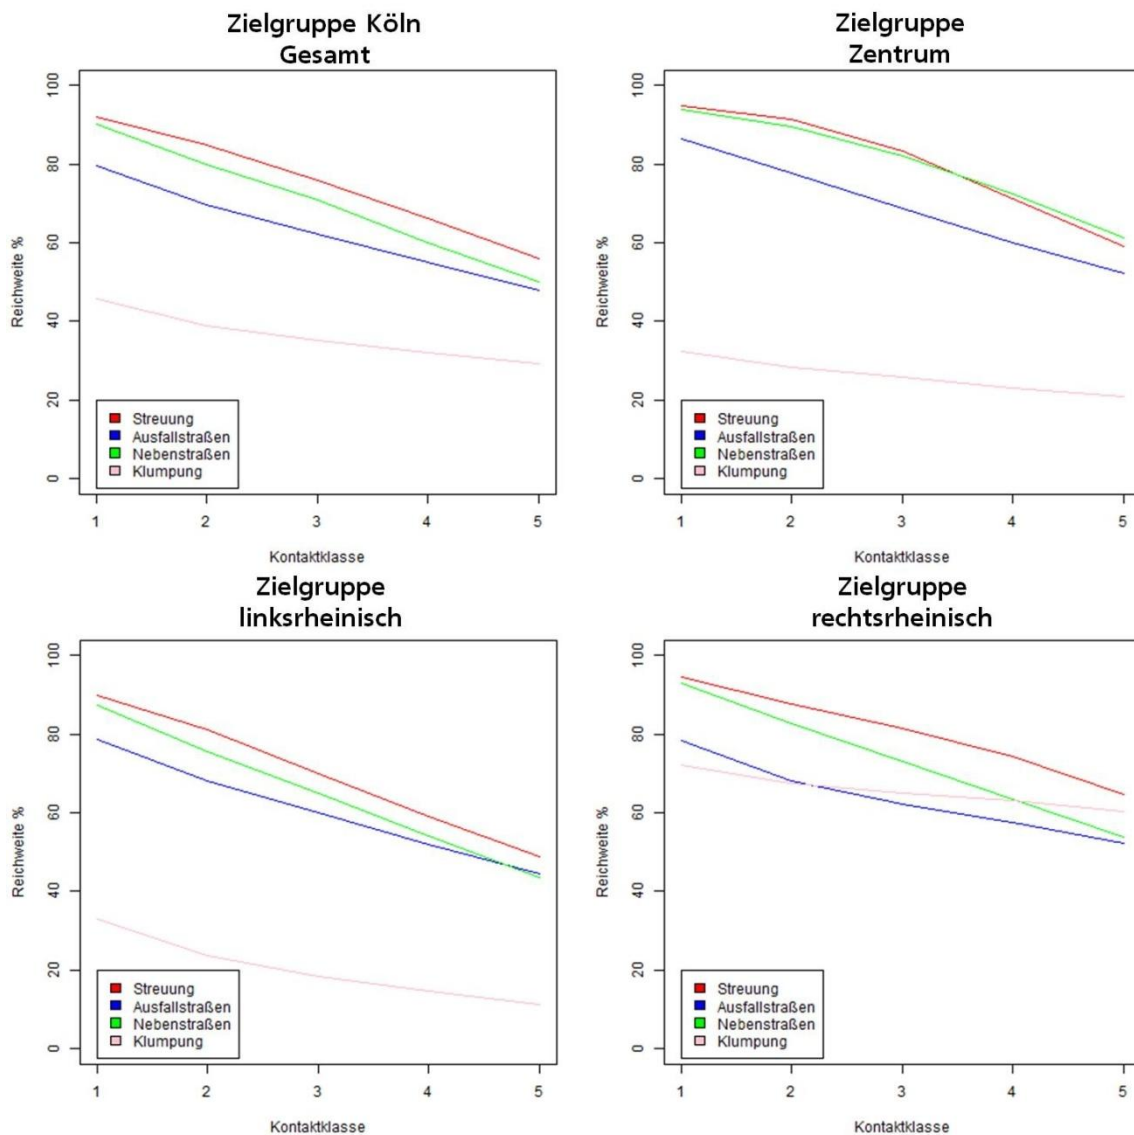 Zielgruppe Köln
Gesamt
Reichweite %
100
80
60
40
20
0
Streuung
Ausfallstraßen
Nebenstraßen
Klumpung
1 2 3 4 5
Kontaktklasse
Zielgruppe
Zentrum
Reichweite %
100
80
60
40
20
0
Streuung
Ausfallstraßen
Nebenstraßen
Klumpung
1 2 3 4 5
Kontaktklasse
Zielgruppe
linksrheinisch
Reichweite %
100
80
60
40
20
0
Streuung
Ausfallstraßen
Nebenstraßen
Klumpung
1 2 3 4 5
Kontaktklasse
Zielgruppe
rechtsrheinisch
Reichweite %
100
80
60
40
20
0
Streuung
Ausfallstraßen
Nebenstraßen
Klumpung
1 2 3 4 5
Kontaktklasse